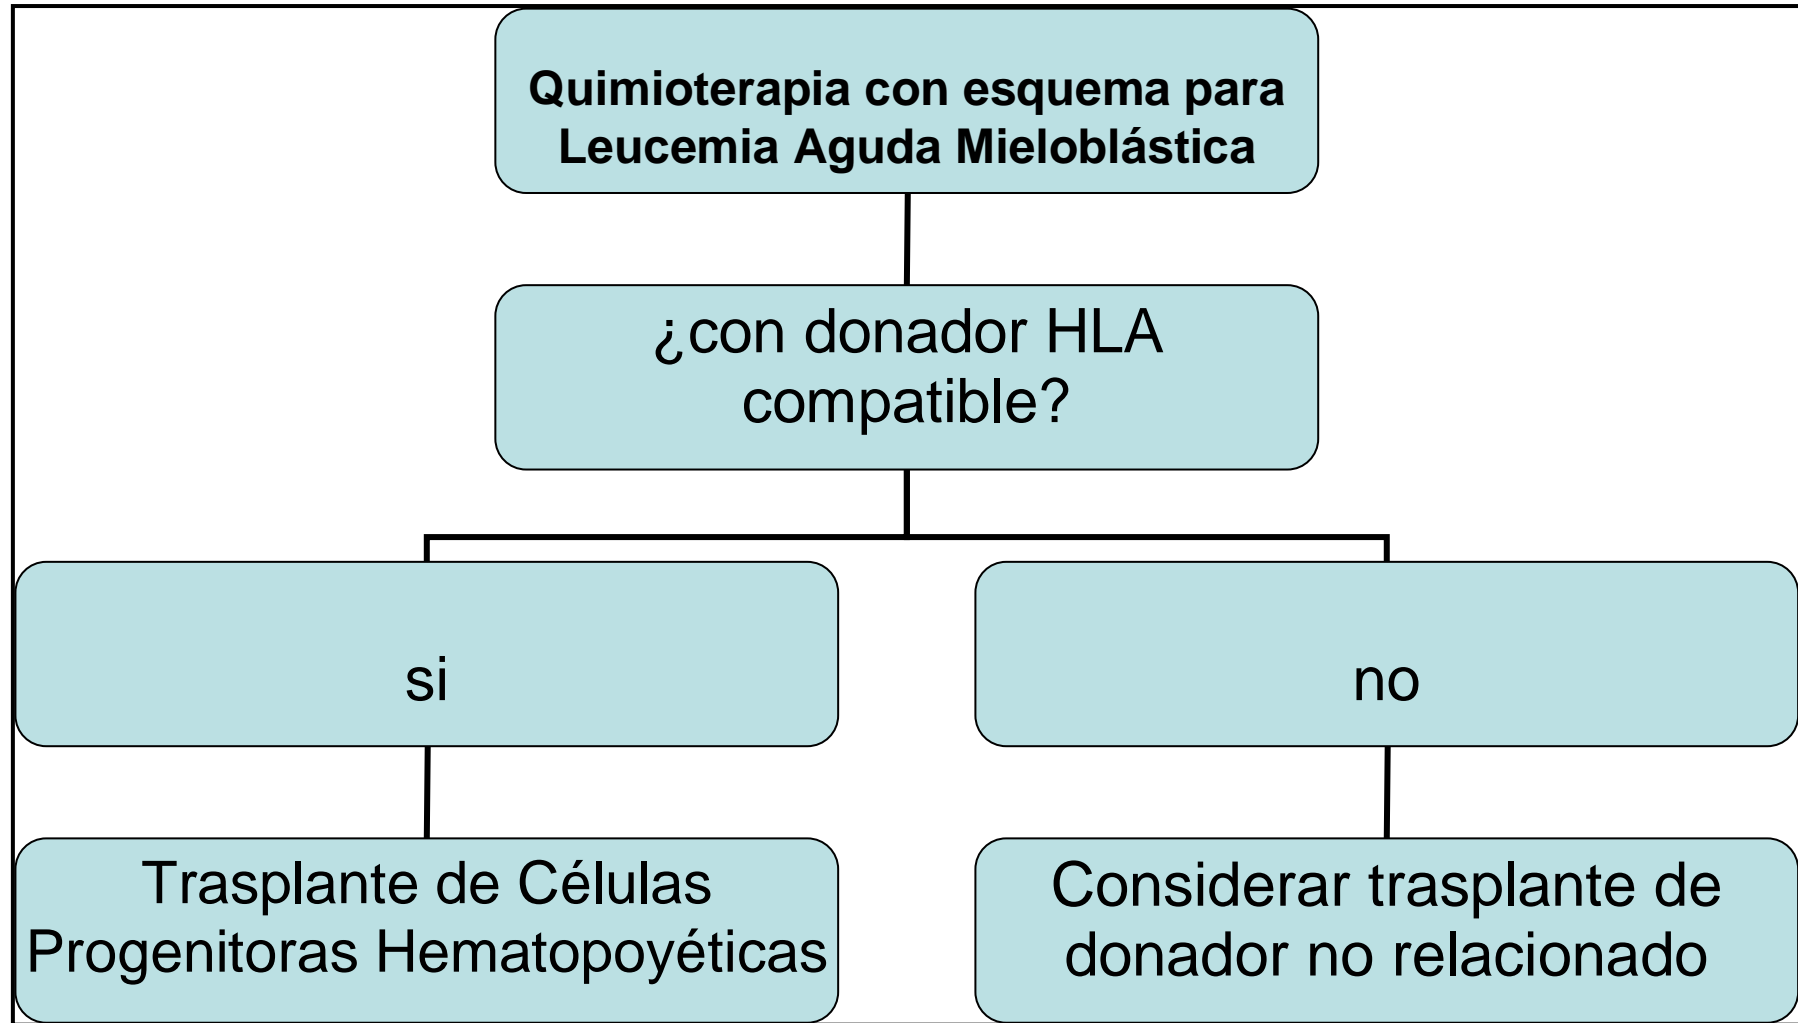 Quimioterapia con esquema para
Leucemia Aguda Mieloblástica
¿con donador HLA
compatible?
si
no
Trasplante de Células
Progenitoras Hematopoyéticas
Considerar trasplante de
donador no relacionado